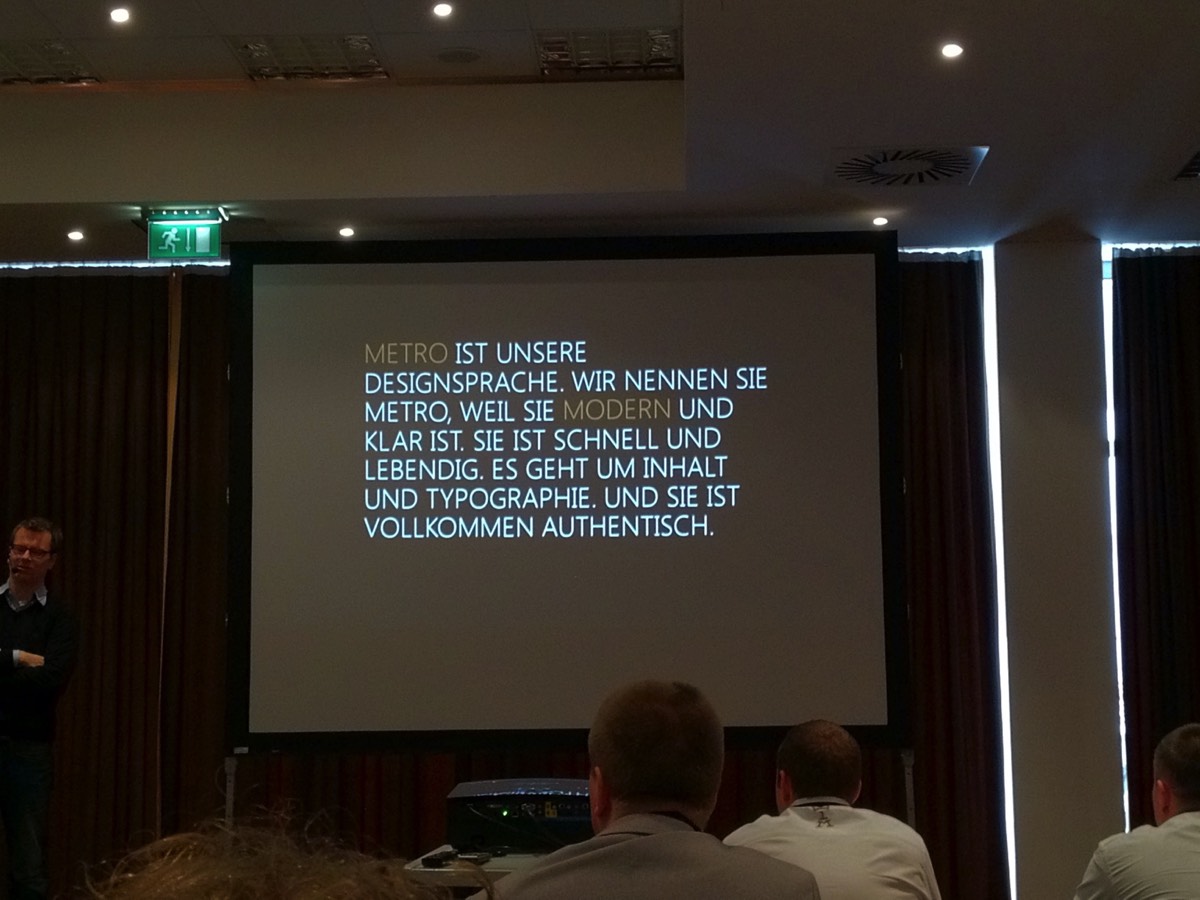 METRO IST UNSERE
DESIGNSPRACHE. WIR NENNEN SIE
METRO, WEIL SIE MODERN UND
KLAR IST. SIE IST SCHNELL UND
LEBENDIG. ES GEHT UM INHALT
UND TYPOGRAPHIE. UND SIE IST
VOLLKOMMEN AUTHENTISCH.